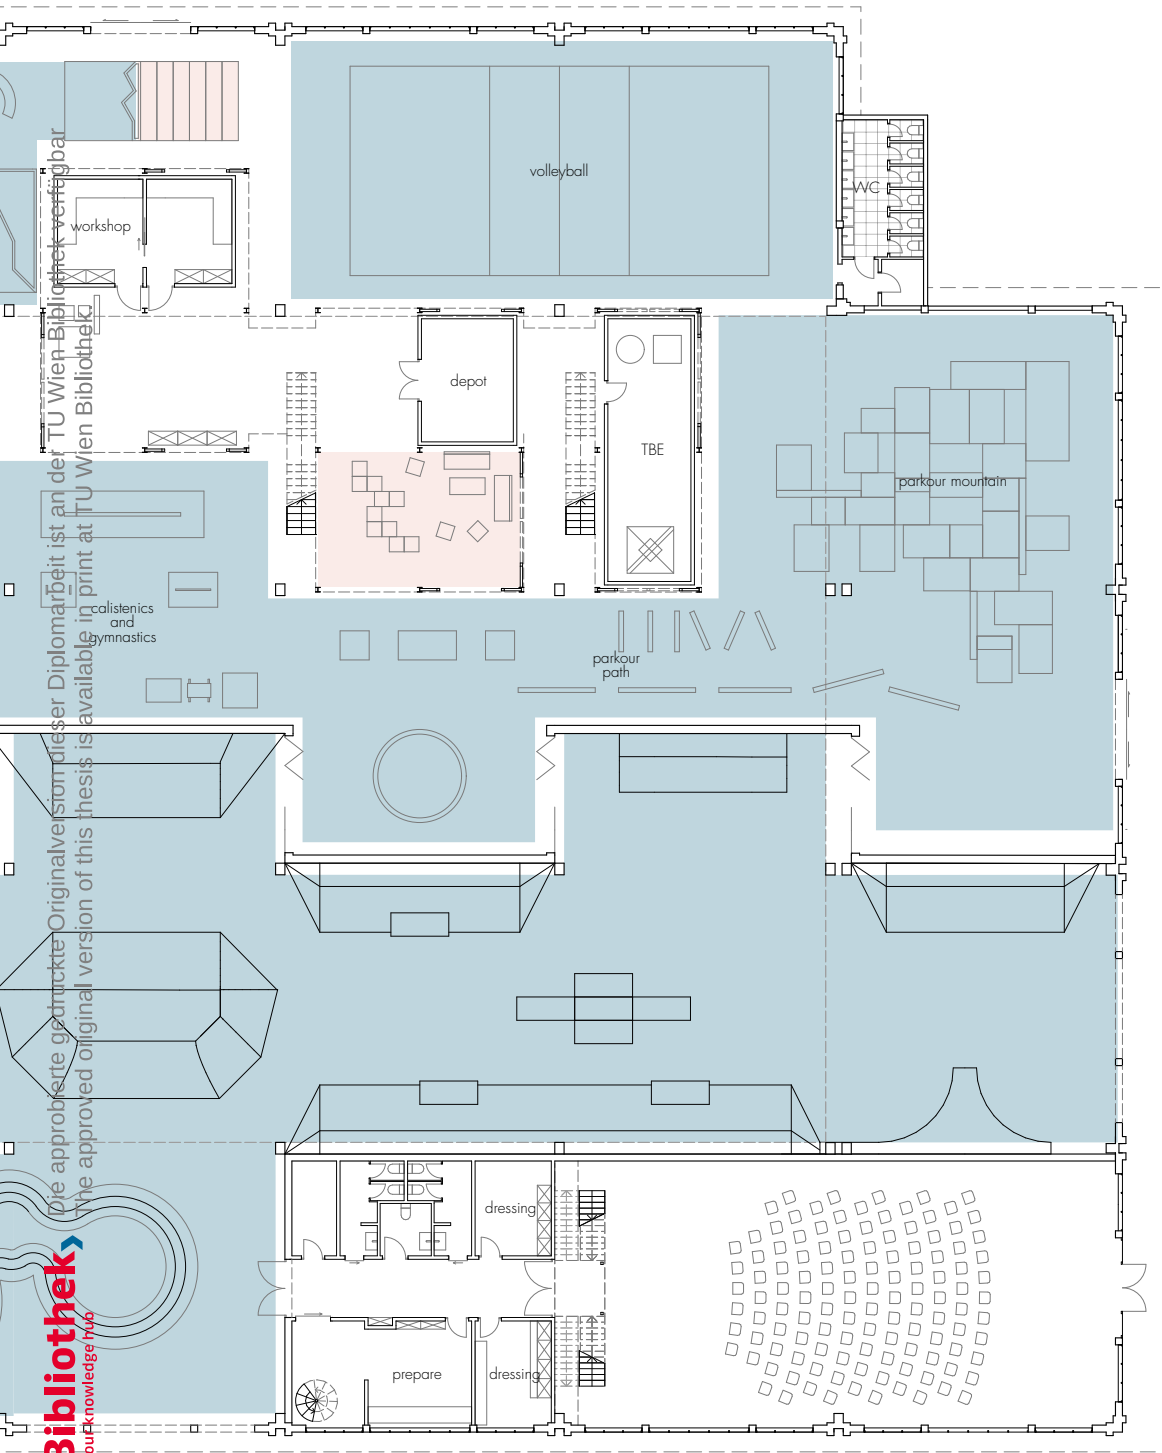 volleyball
WC
workshop
depot
TBE
parkour mountain
calistenics
and
gymnastics
parkour
path
dressing
prepare
dressing
Die approbierte gedruckte Originalversion dieser Diplomarbeit ist an der TU Wien Bibliothek verfügbar
The approved original version of this thesis is available in print at TU Wien Bibliothek.
Bibliothek
our knowledge hub